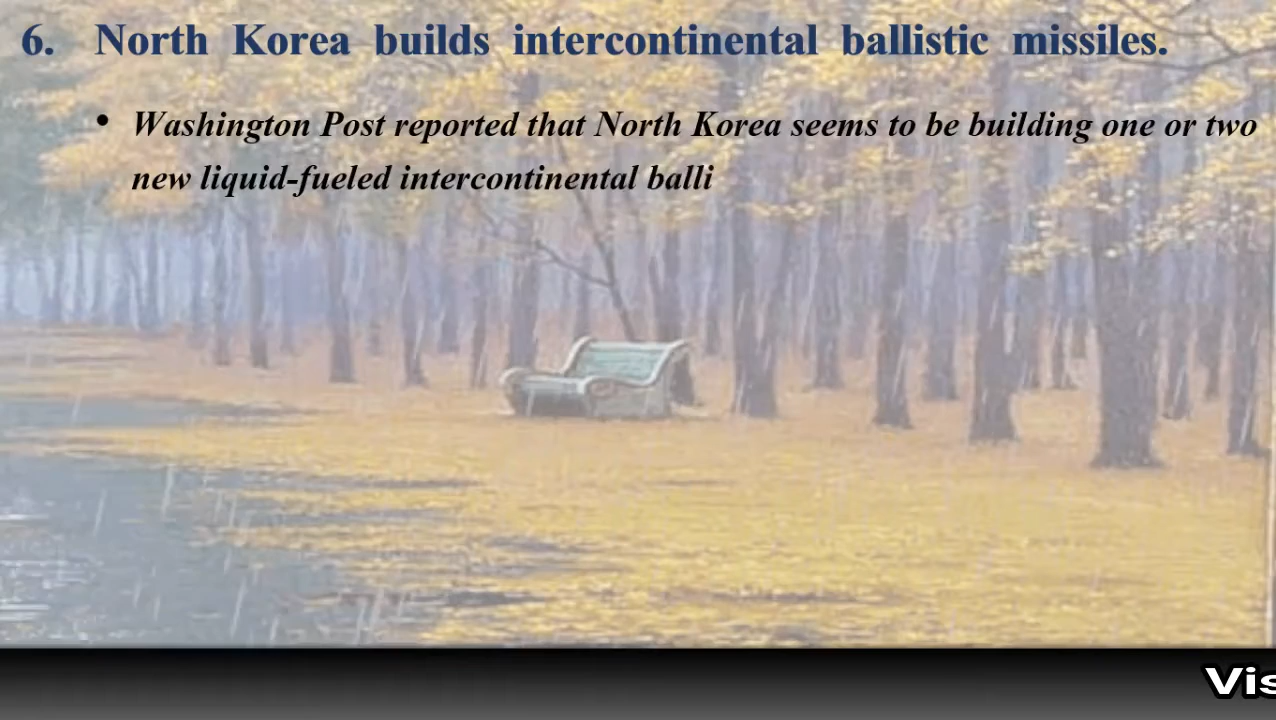 6. North Korea builds intercontinental ballistic missiles.
• Washington Post reported that North Korea seems to be building one or two
new liquid-fueled intercontinental balli
Vis